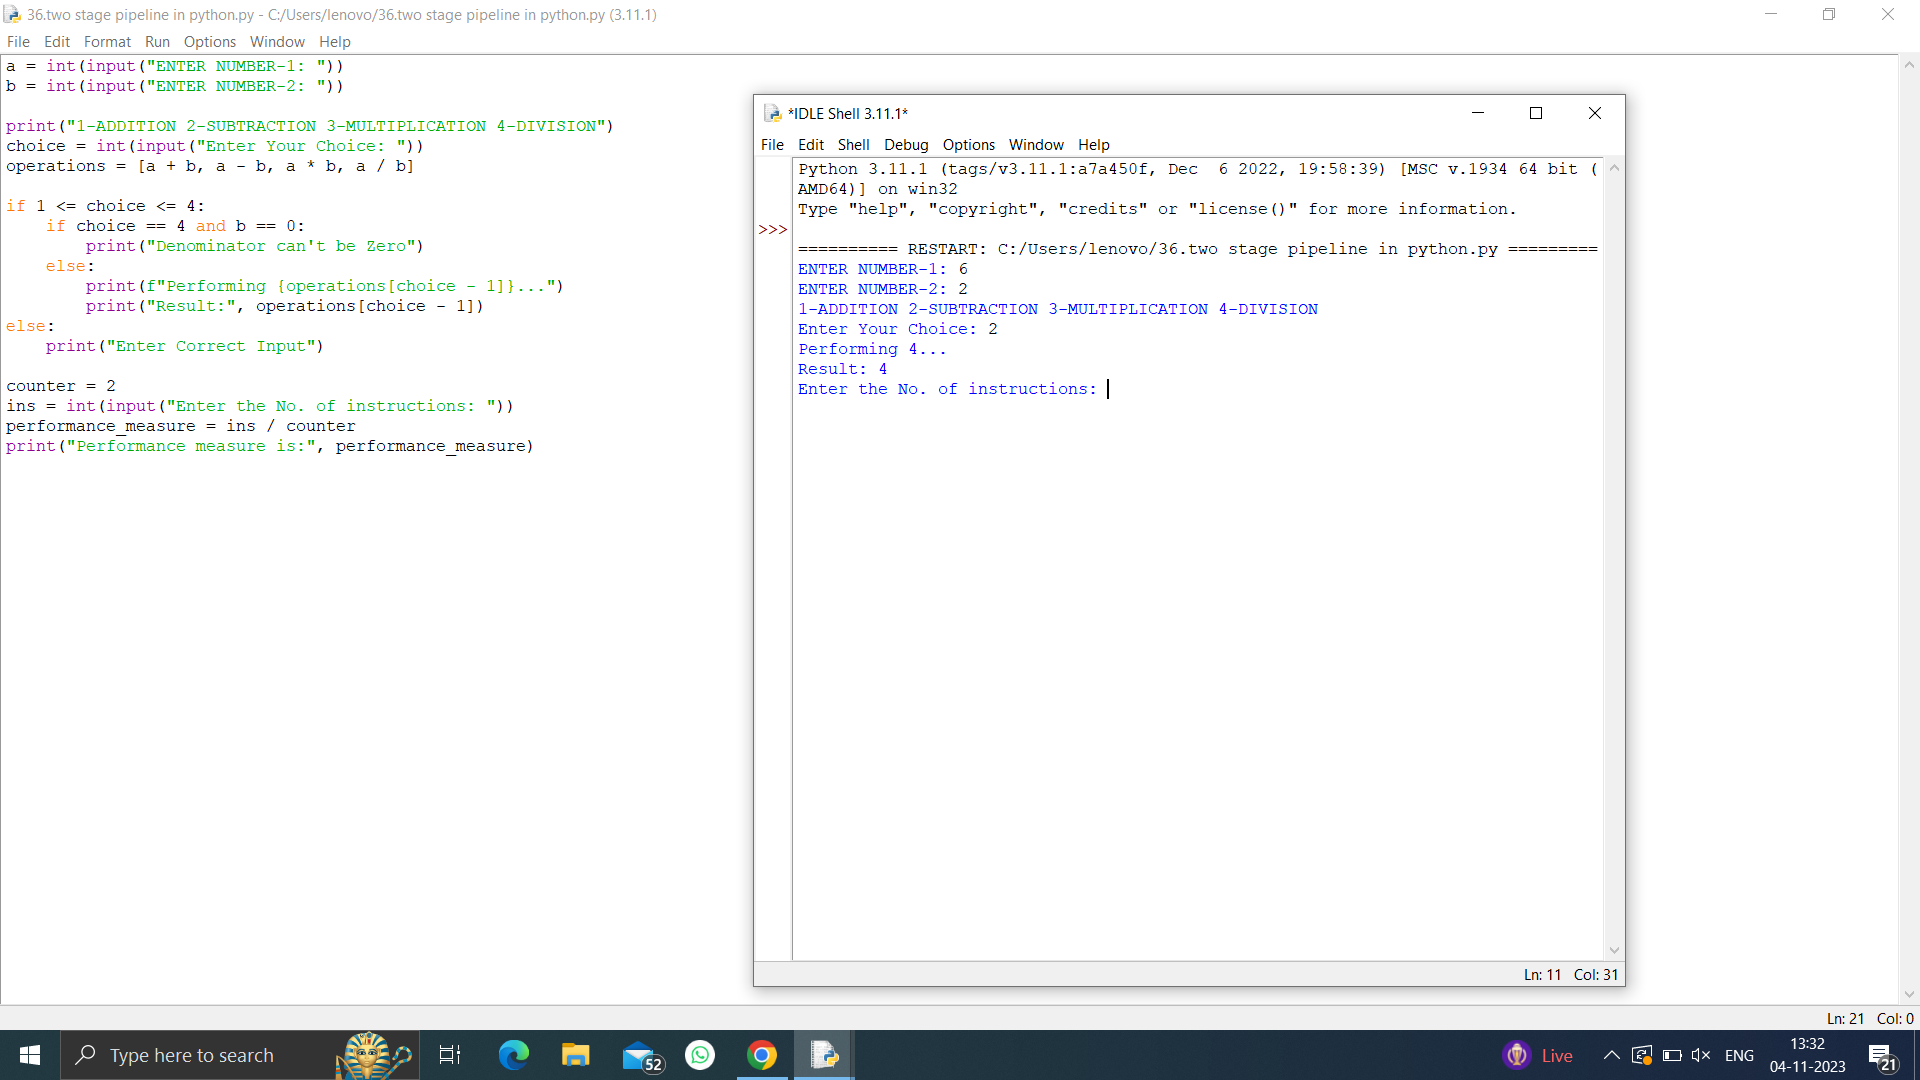 36.two stage pipeline in python.py - C:/Users/lenovo/36.two stage pipeline in python.py (3.11.1)
File Edit Format Run Options Window Help
a = int(input("ENTER NUMBER-1: "))
b = int(input("ENTER NUMBER-2: "))
print("1-ADDITION 2-SUBTRACTION 3-MULTIPLICATION 4-DIVISION")
choice = int(input("Enter Your Choice: "))
operations = [a + b, a - b, a * b, a / b]
if 1 <= choice <= 4:
    if choice == 4 and b == 0:
        print("Denominator can't be Zero")
    else:
        print(f"Performing {operations[choice - 1]}...")
        print("Result:", operations[choice - 1])
else:
    print("Enter Correct Input")
counter = 2
ins = int(input("Enter the No. of instructions: "))
performance_measure = ins / counter
print("Performance measure is:", performance_measure)
*IDLE Shell 3.11.1*
File Edit Shell Debug Options Window Help
Python 3.11.1 (tags/v3.11.1:a7a450f, Dec  6 2022, 19:58:39) [MSC v.1934 64 bit (
AMD64)] on win32
Type "help", "copyright", "credits" or "license()" for more information.
>>>
========== RESTART: C:/Users/lenovo/36.two stage pipeline in python.py =========
ENTER NUMBER-1: 6
ENTER NUMBER-2: 2
1-ADDITION 2-SUBTRACTION 3-MULTIPLICATION 4-DIVISION
Enter Your Choice: 2
Performing 4...
Result: 4
Enter the No. of instructions:
Ln: 11 Col: 31
Ln: 21 Col: 0
Type here to search
52
Live
ENG
13:32
04-11-2023
21